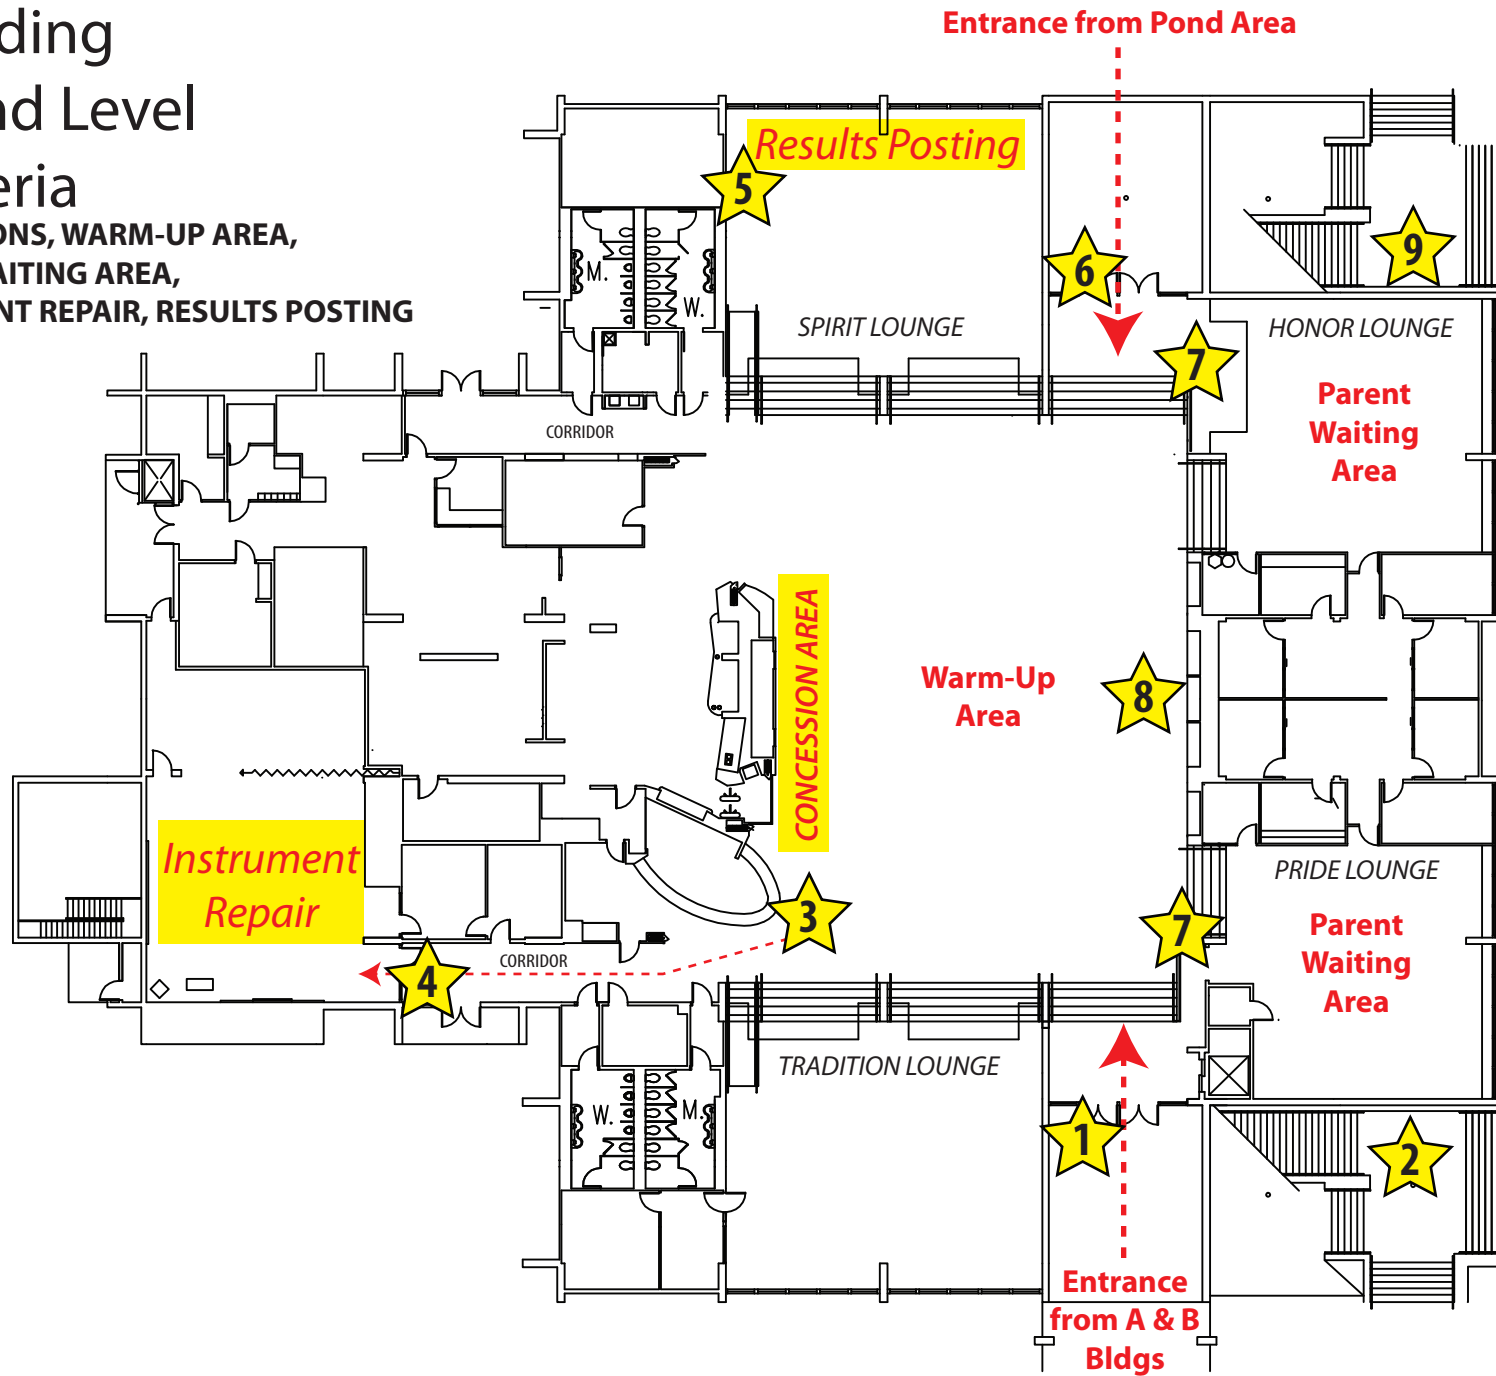 ding
nd Level
eria
ONS, WARM-UP AREA,
AITING AREA,
NT REPAIR, RESULTS POSTING
Entrance from Pond Area
Results Posting
5
6
9
M.
W.
SPIRIT LOUNGE
HONOR LOUNGE
7
Parent
Waiting
Area
CORRIDOR
CONCESSION AREA
Warm-Up
Area
8
Instrument
Repair
PRIDE LOUNGE
3
7
Parent
Waiting
Area
CORRIDOR
4
TRADITION LOUNGE
W.
M.
1
2
Entrance
from A & B
Bldgs